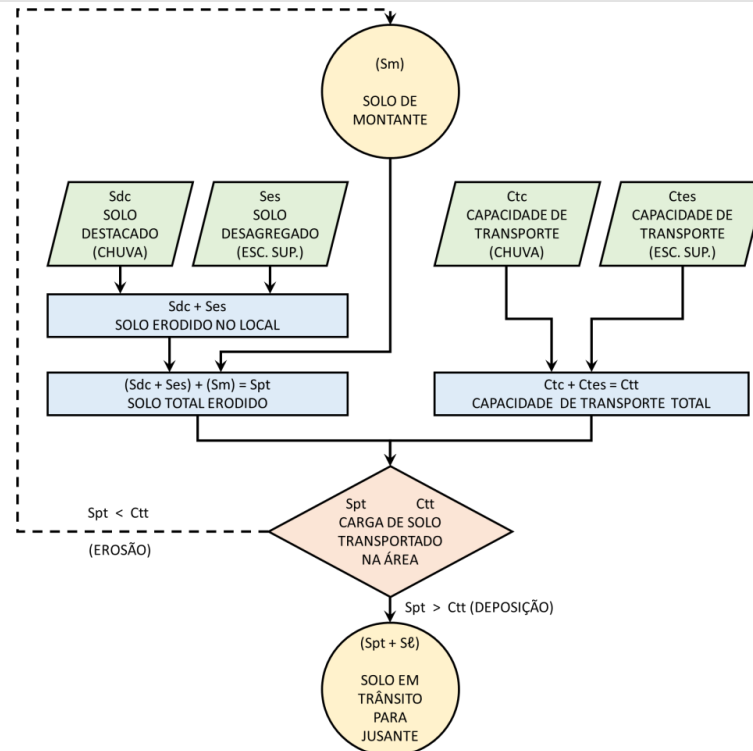 (Sm)
SOLO DE
MONTANTE
Sdc
SOLO
DESTACADO
(CHUVA)
Ses
SOLO
DESAGREGADO
(ESC. SUP.)
Ctc
CAPACIDADE DE
TRANSPORTE
(CHUVA)
Ctes
CAPACIDADE DE
TRANSPORTE
(ESC. SUP.)
Sdc + Ses
SOLO ERODIDO NO LOCAL
(Sdc + Ses) + (Sm) = Spt
SOLO TOTAL ERODIDO
Ctc + Ctes = Ctt
CAPACIDADE DE TRANSPORTE TOTAL
Spt Ctt
CARGA DE SOLO
TRANSPORTADO
NA ÁREA
Spt < Ctt
(EROSÃO)
Spt > Ctt (DEPOSIÇÃO)
(Spt + Sℓ)
SOLO EM
TRÂNSITO
PARA
JUSANTE